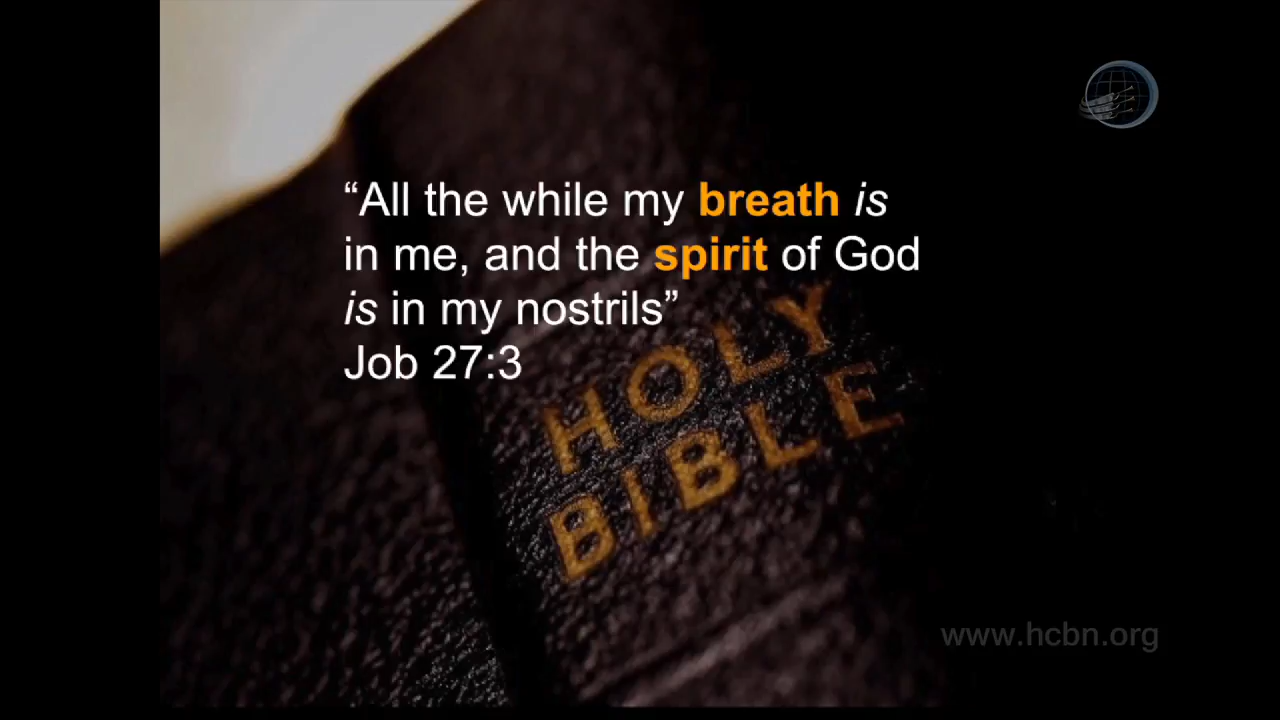 “All the while my breath is
in me, and the spirit of God
is in my nostrils”
Job 27:3
HOLY
BIBLE
www.hcbn.org